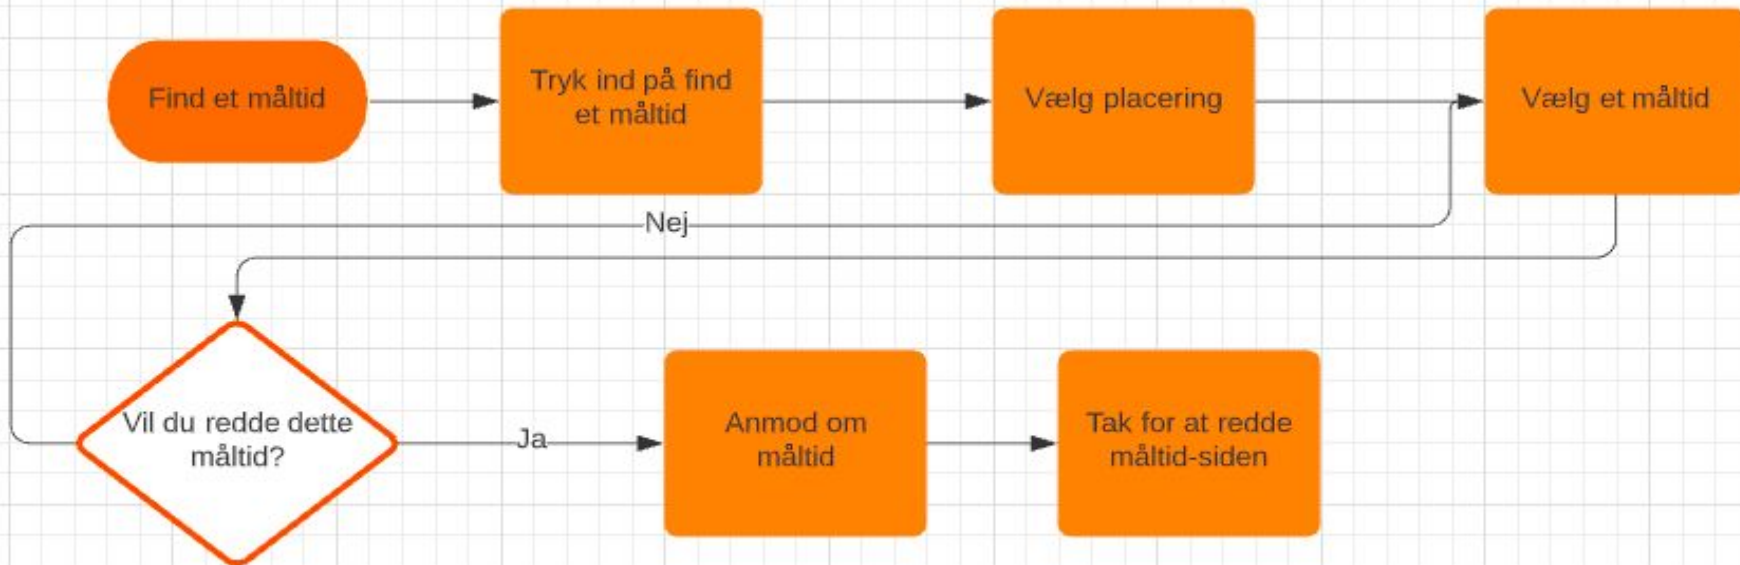 Find et måltid
Tryk ind på find
et måltid
Vælg placering
Vælg et måltid
Nej
Vil du redde dette
måltid?
Ja
Anmod om
måltid
Tak for at redde
måltid-siden